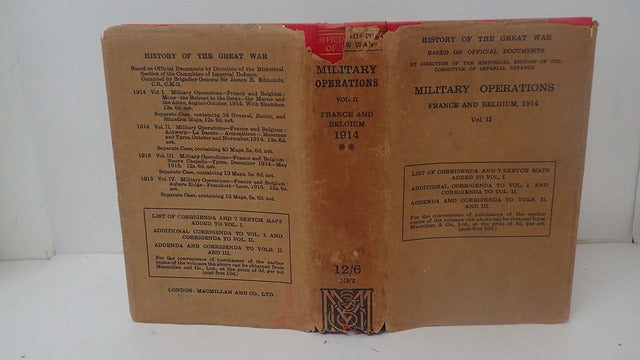 HISTORY OF THE GREAT WAR
Based on Official Documents by Direction of the Historical
Section of the Committee of Imperial Defence
Compiled by Brigadier-General Sir James E. Edmonds,
C.B., C.M.G.
1914 Vol. I. Military Operations—France and Belgium:
Mons—the Retreat to the Seine—the Marne and
the Aisne, August-October, 1914. With Sketches.
12s. 6d. net.
Separate Case, containing 34 General, Battle, and
Situation Maps, 12s. 6d. net.
1914 Vol. II. Military Operations—France and Belgium:
Antwerp—La Bassée—Armentières—Messines
and Ypres, October and November, 1914. 12s. 6d.
net.
Separate Case, containing 40 Maps, 5s. 6d. net.
1915 Vol. III. Military Operations—France and Belgium:
Neuve Chapelle—Ypres, December 1914—May
1915. 12s. 6d. net.
Separate Case, containing 13 Maps, 5s. 6d. net.
1915 Vol. IV. Military Operations—France and Belgium:
Aubers Ridge—Festubert—Loos, 1915. 12s. 6d.
net.
Separate Case, containing 12 Maps, 5s. 6d. net.
LIST OF CORRIGENDA AND 7 SKETCH MAPS
ADDED TO VOL. I.
ADDITIONAL CORRIGENDA TO VOL. I. AND
CORRIGENDA TO VOL. II.
ADDENDA AND CORRIGENDA TO VOLS. II.
AND III.
For the convenience of purchasers of the earlier
copies of the volumes the above can be obtained from
Macmillan and Co., Ltd., at the price of 9d. per set
(post free 10d.)
LONDON: MACMILLAN AND CO., LTD.
MILITARY
OPERATIONS
VOL. II.
FRANCE AND
BELGIUM
1914
12/6
NET
HISTORY OF THE GREAT WAR
BASED ON OFFICIAL DOCUMENTS
BY DIRECTION OF THE HISTORICAL SECTION OF THE
COMMITTEE OF IMPERIAL DEFENCE
MILITARY OPERATIONS
FRANCE AND BELGIUM, 1914
Vol. II
LIST OF CORRIGENDA AND 7 SKETCH MAPS
ADDED TO VOL. I.
ADDITIONAL CORRIGENDA TO VOL. I. AND
CORRIGENDA TO VOL. II.
ADDENDA AND CORRIGENDA TO VOLS. II.
AND III.
For the convenience of purchasers of the earlier
copies of the volumes the above can be obtained from
Macmillan & Co., Ltd., at the price of 9d. per set
(post free 10d.)